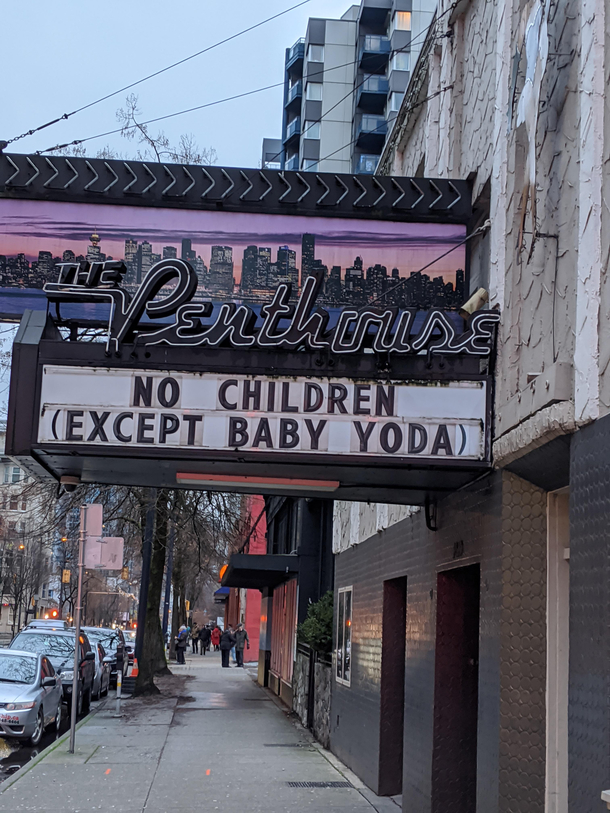 THE
Penthouse
NO CHILDREN
(EXCEPT BABY YODA)